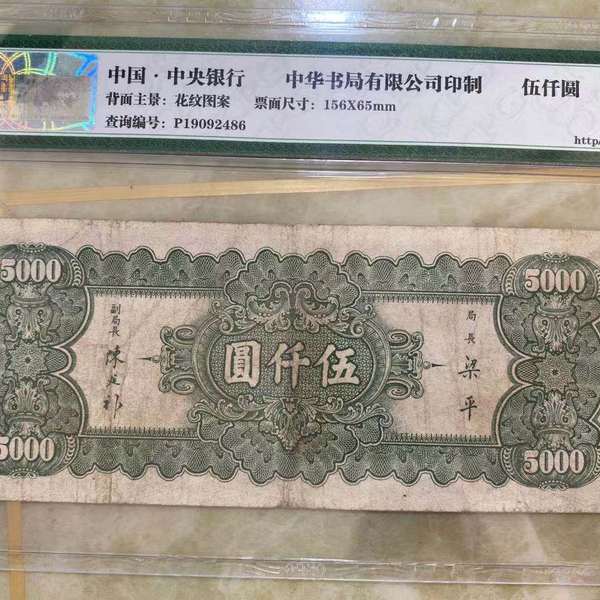 中国·中央银行 中华书局有限公司印制 伍仟圆
背面主景：花纹图案 票面尺寸：156X65mm
查询编号：P19092486
http/
5000 5000
副局長 局長
陳 梁平
圓仟伍
5000 5000